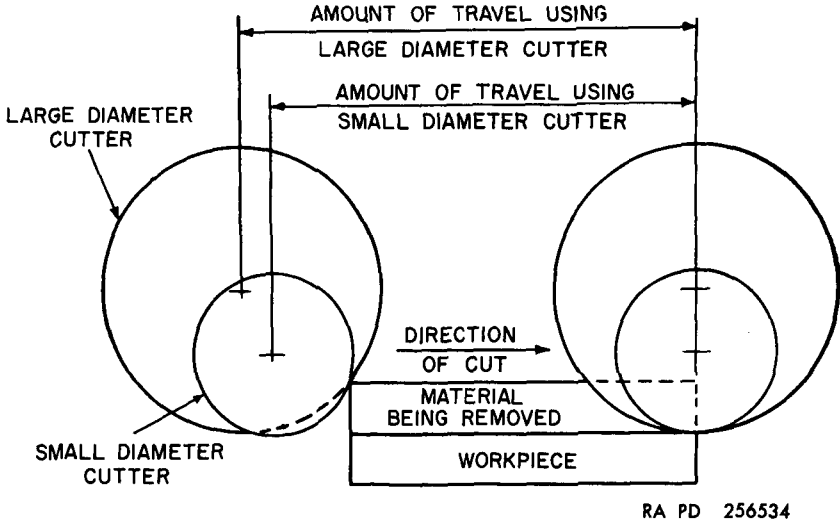 AMOUNT OF TRAVEL USING
LARGE DIAMETER CUTTER
AMOUNT OF TRAVEL USING
SMALL DIAMETER CUTTER
LARGE DIAMETER
CUTTER
DIRECTION
OF CUT
MATERIAL
BEING REMOVED
SMALL DIAMETER
CUTTER
WORKPIECE
RA PD 256534